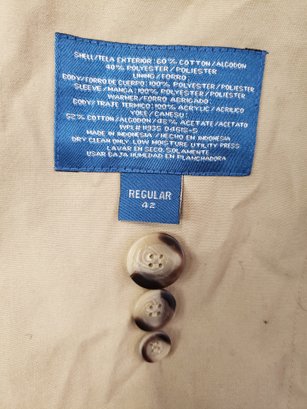 SHELL/TELA EXTERIOR: 60% COTTON/ALGODON
40% POLYESTER/POLIESTER
LINING/FORRO:
BODY/FORRO DE CUERPO: 100% POLYESTER/POLIESTER
SLEEVE/MANGA: 100% POLYESTER/POLIESTER
WARMER/FORRO ABRIGADO:
BODY/TRAJE TERMICO: 100% ACRYLIC/ACRILICO
YOKE/CANESU:
52% COTTON/ALGODON/48% ACETATE/ACETATO
WPL# 11935 04615-S
MADE IN INDONESIA / HECHO EN INDONESIA
DRY CLEAN ONLY. LOW MOISTURE UTILITY PRESS
LAVAR EN SECO. SOLAMENTE
USAR BAJA HUMEDAD EN PLANCHADORA
REGULAR
42